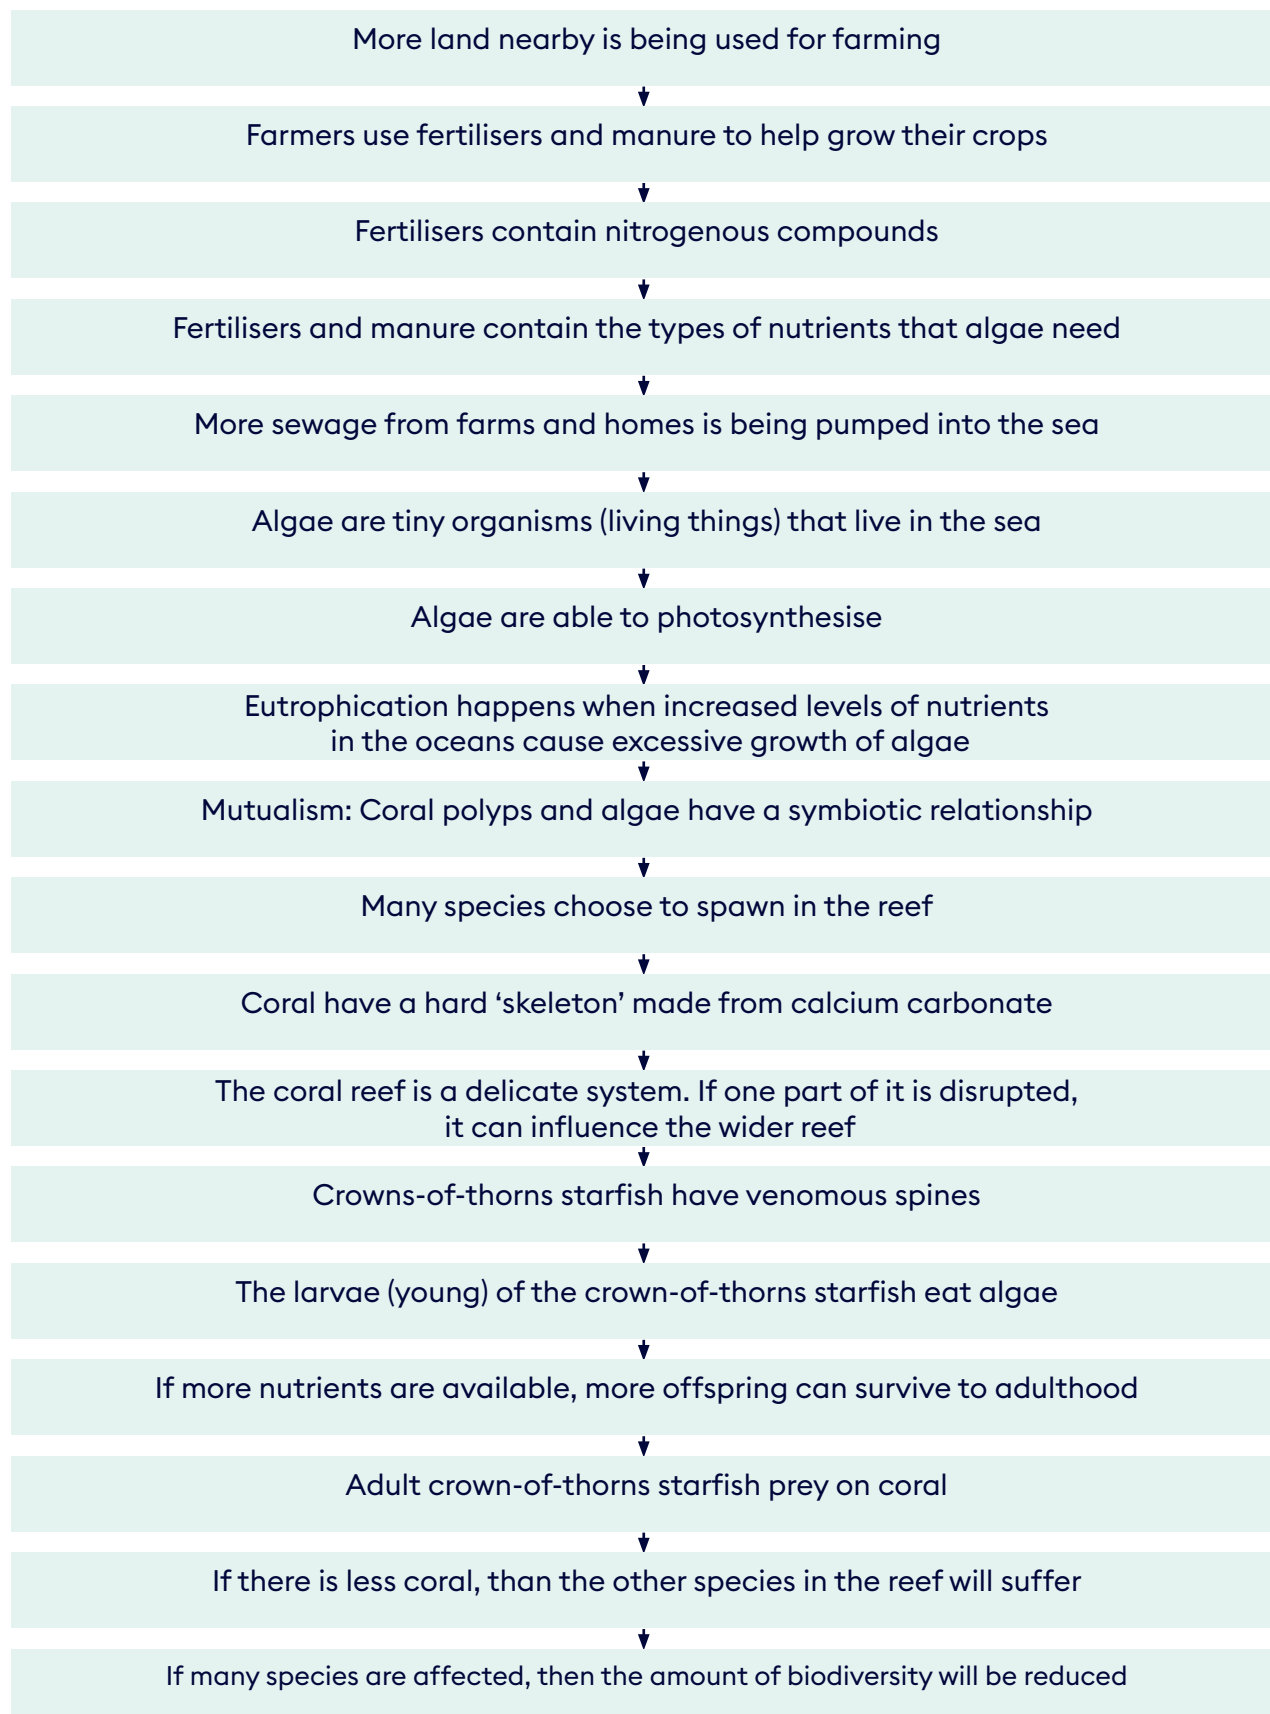 More land nearby is being used for farming
Farmers use fertilisers and manure to help grow their crops
Fertilisers contain nitrogenous compounds
Fertilisers and manure contain the types of nutrients that algae need
More sewage from farms and homes is being pumped into the sea
Algae are tiny organisms (living things) that live in the sea
Algae are able to photosynthesise
Eutrophication happens when increased levels of nutrients
in the oceans cause excessive growth of algae
Mutualism: Coral polyps and algae have a symbiotic relationship
Many species choose to spawn in the reef
Coral have a hard ‘skeleton’ made from calcium carbonate
The coral reef is a delicate system. If one part of it is disrupted,
it can influence the wider reef
Crowns-of-thorns starfish have venomous spines
The larvae (young) of the crown-of-thorns starfish eat algae
If more nutrients are available, more offspring can survive to adulthood
Adult crown-of-thorns starfish prey on coral
If there is less coral, than the other species in the reef will suffer
If many species are affected, then the amount of biodiversity will be reduced